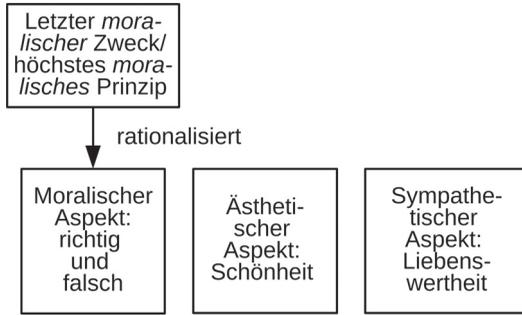 Letzter mora-
lischer Zweck/
höchstes mora-
lisches Prinzip
rationalisiert
Moralischer
Aspekt:
richtig
und
falsch
Ästheti-
scher
Aspekt:
Schönheit
Sympathe-
tischer
Aspekt:
Liebens-
wertheit